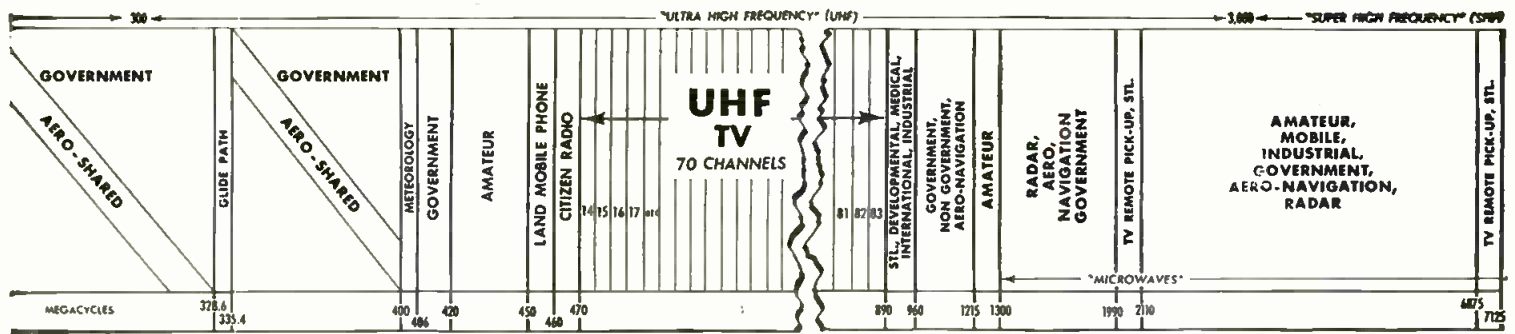 300 "ULTRA HIGH FREQUENCY" (UHF) 3,000 "SUPER HIGH FREQUENCY" (SHF)
GOVERNMENT
AERO-SHARED
GLIDE PATH
GOVERNMENT
AERO-SHARED
METEOROLOGY
GOVERNMENT
AMATEUR
LAND MOBILE PHONE
CITIZEN RADIO
14 15 16 17 etc
UHF
TV
70 CHANNELS
81 82 83
STL., DEVELOPMENTAL, MEDICAL,
INTERNATIONAL, INDUSTRIAL
GOVERNMENT,
NON GOVERNMENT,
AERO-NAVIGATION
AMATEUR
RADAR,
AERO,
NAVIGATION
GOVERNMENT
TV REMOTE PICK-UP, STL.
AMATEUR,
MOBILE,
INDUSTRIAL,
GOVERNMENT,
AERO-NAVIGATION,
RADAR
TV REMOTE PICK-UP, STL.
"MICROWAVES"
MEGACYCLES 328.6 335.4 400 406 420 450 460 470 890 960 1215 1300 1990 2110 6875 7125